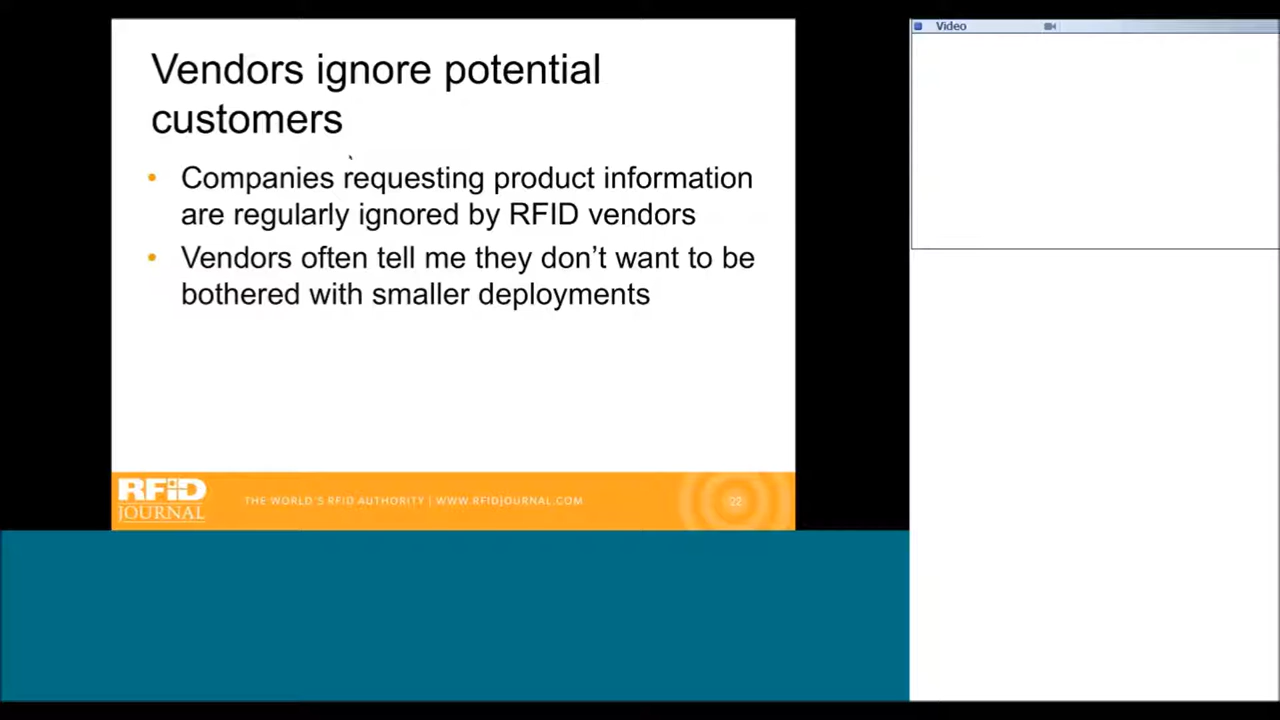 Vendors ignore potential
customers
• Companies requesting product information
are regularly ignored by RFID vendors
• Vendors often tell me they don’t want to be
bothered with smaller deployments
RFiD
JOURNAL
THE WORLD'S RFID AUTHORITY | WWW.RFIDJOURNAL.COM
22
Video